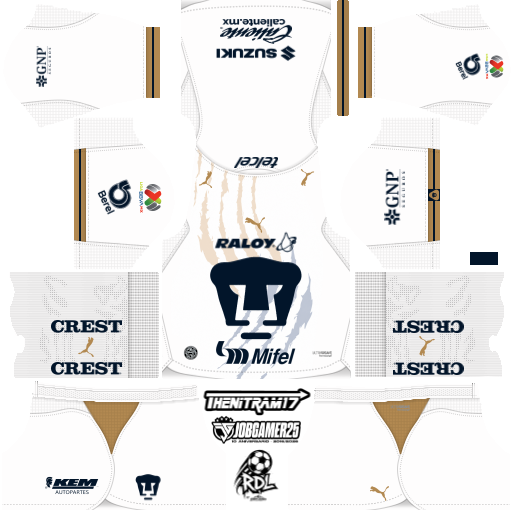 GNP
SEGUROS
Caliente
caliente.mx
SUZUKI
telcel
Berel
Berel
GNP
SEGUROS
RALOY
Mifel
CREST
CREST
CREST
CREST
THENITRAM17
JOBGAMER25
RDL
KEM
AUTOPARTES